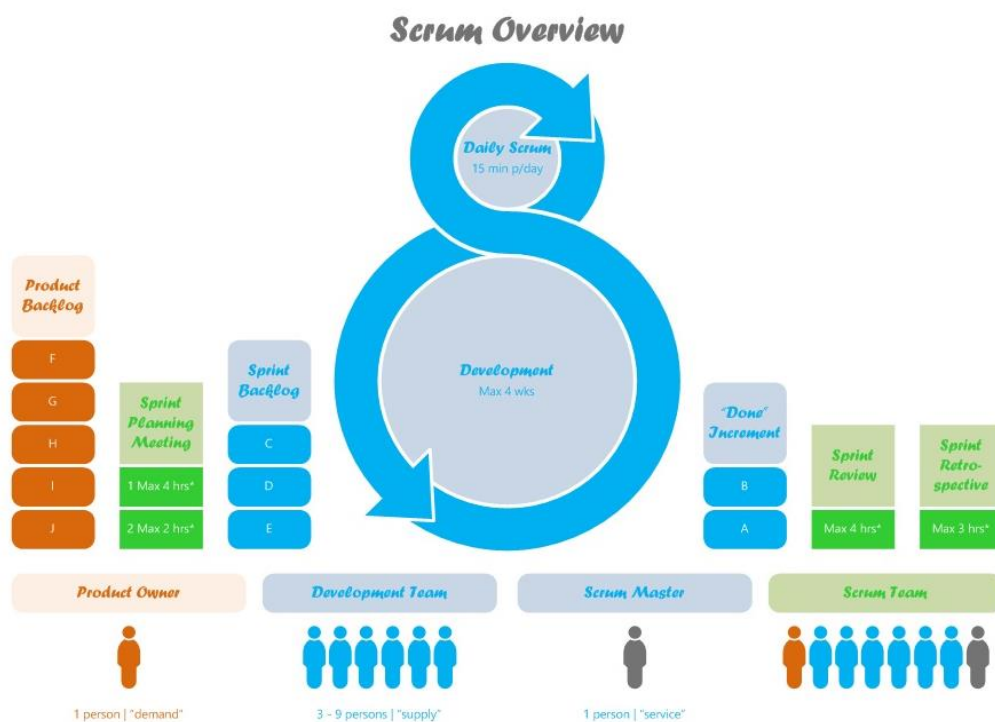 Scrum Overview
Daily Scrum
15 min p/day
Product
Backlog
F
G
H
I
J
Sprint
Planning
Meeting
1 Max 4 hrs*
2 Max 2 hrs*
Sprint
Backlog
C
D
E
Development
Max 4 wks
"Done"
Increment
B
A
Sprint
Review
Max 4 hrs*
Sprint
Retro-
spective
Max 3 hrs*
Product Owner
1 person | "demand"
Development Team
3 - 9 persons | "supply"
Scrum Master
1 person | "service"
Scrum Team